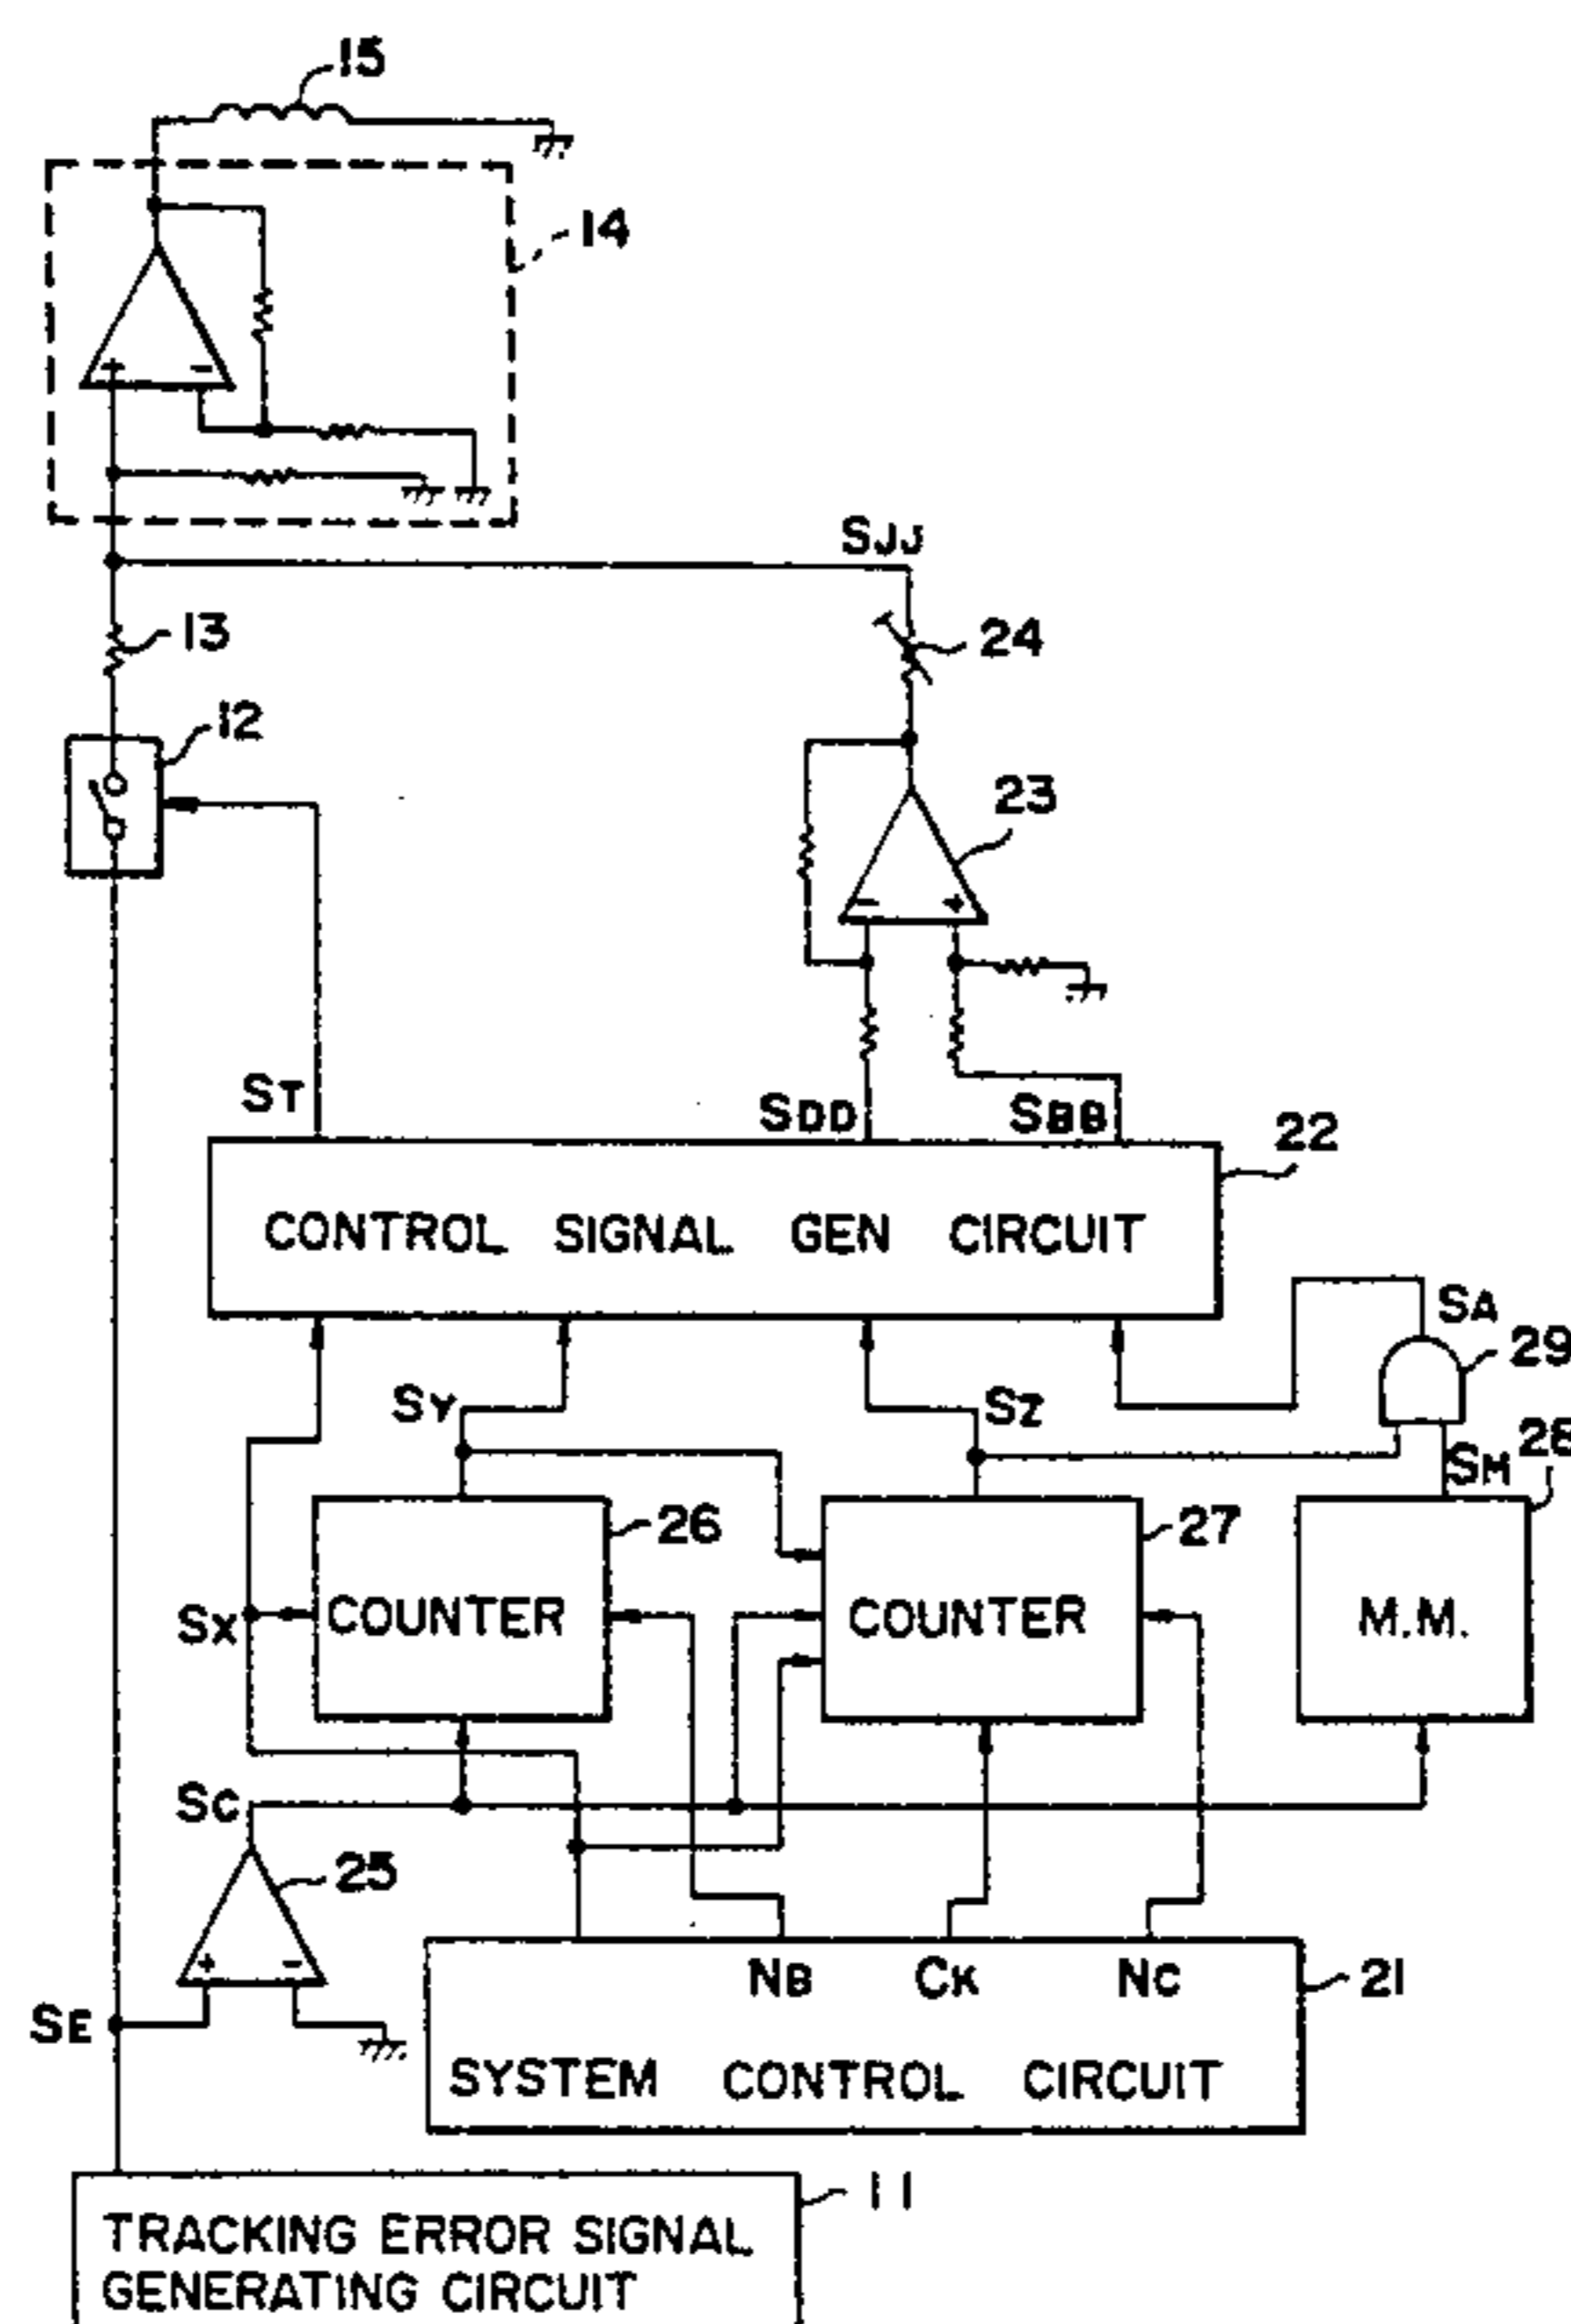 15
14
+ -
SJJ
13
24
12
23
- +
ST
SDD
SBB
22
CONTROL SIGNAL GEN CIRCUIT
SA
29
SY
SZ
SM
28
26
27
COUNTER
COUNTER
M.M.
SX
SC
25
+ -
NB
CK
NC
21
SE
SYSTEM CONTROL CIRCUIT
11
TRACKING ERROR SIGNAL
GENERATING CIRCUIT